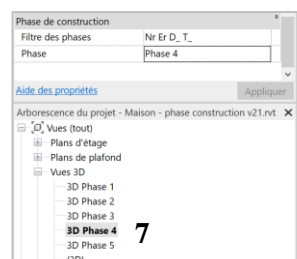 Phase de construction
Filtre des phases Nr Er D_ T_
Phase Phase 4
Aide des propriétés Appliquer
Arborescence du projet - Maison - phase construction v21.rvt
Vues (tout)
Plans d'étage
Plans de plafond
Vues 3D
3D Phase 1
3D Phase 2
3D Phase 3
3D Phase 4 7
3D Phase 5